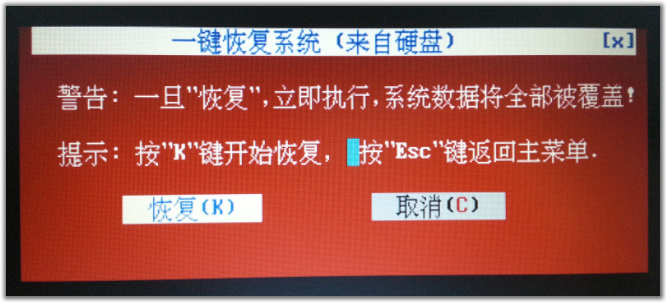 一键恢复系统 (来自硬盘) [x]
警告: 一旦"恢复",立即执行,系统数据将全部被覆盖!
提示: 按"K"键开始恢复, 按"Esc"键返回主菜单.
恢复(K) 取消(C)